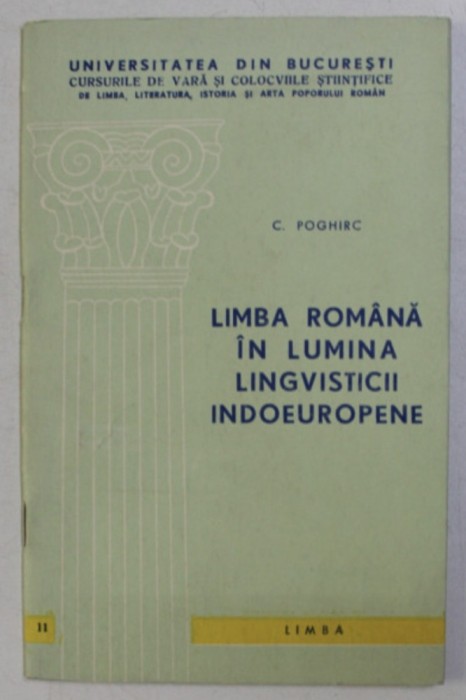 UNIVERSITATEA DIN BUCUREȘTI
CURSURILE DE VARĂ ȘI COLOCVIILE ȘTIINȚIFICE
DE LIMBA, LITERATURA, ISTORIA ȘI ARTA POPORULUI ROMÂN
C. POGHIRC
LIMBA ROMÂNĂ
ÎN LUMINA
LINGVISTICII
INDOEUROPENE
11
LIMBA